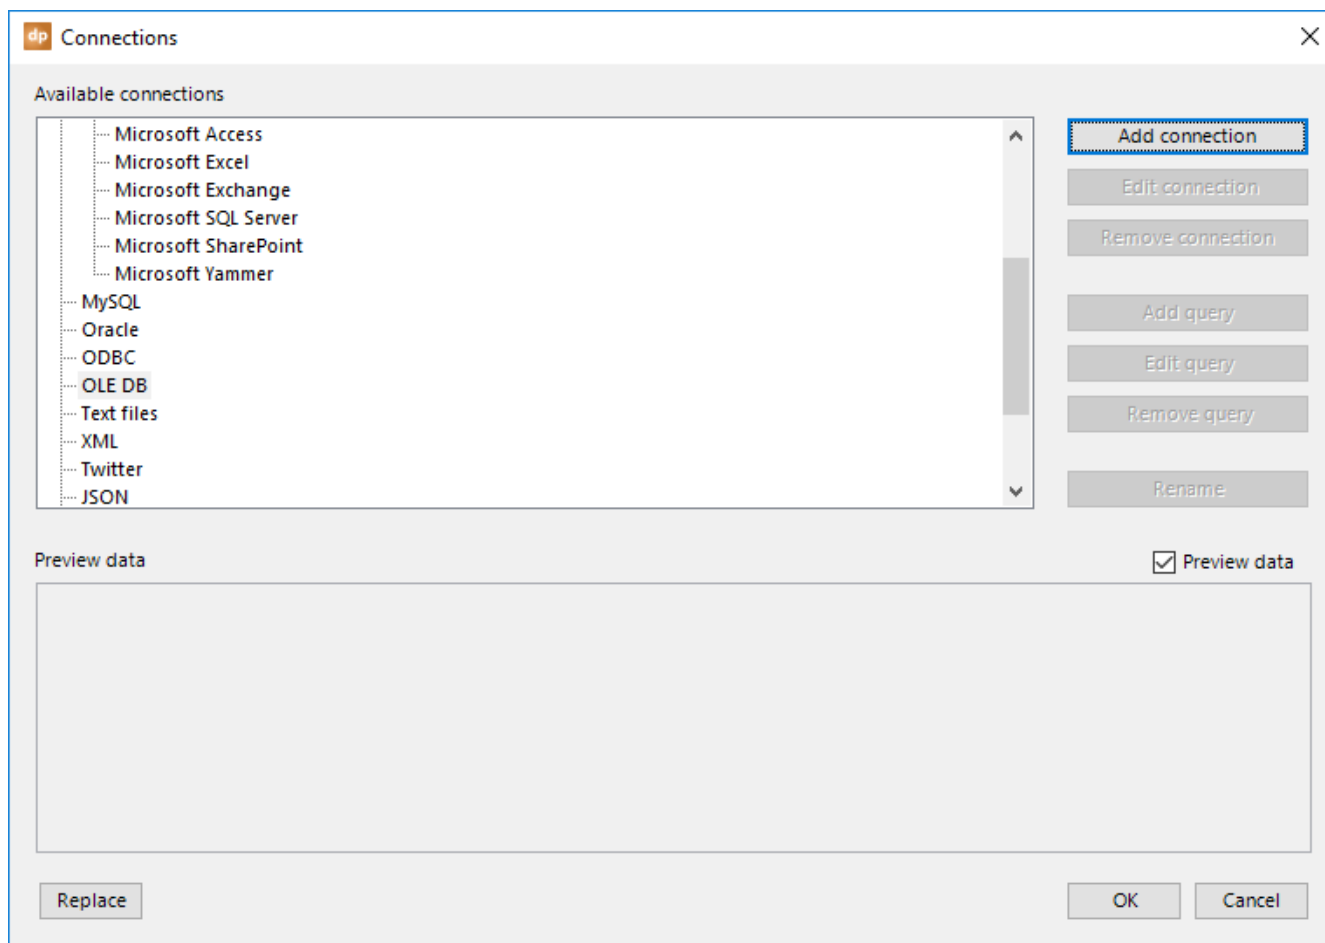 dp Connections
Available connections
Microsoft Access
Microsoft Excel
Microsoft Exchange
Microsoft SQL Server
Microsoft SharePoint
Microsoft Yammer
MySQL
Oracle
ODBC
OLE DB
Text files
XML
Twitter
JSON
Add connection
Edit connection
Remove connection
Add query
Edit query
Remove query
Rename
Preview data
Preview data
Replace
OK
Cancel